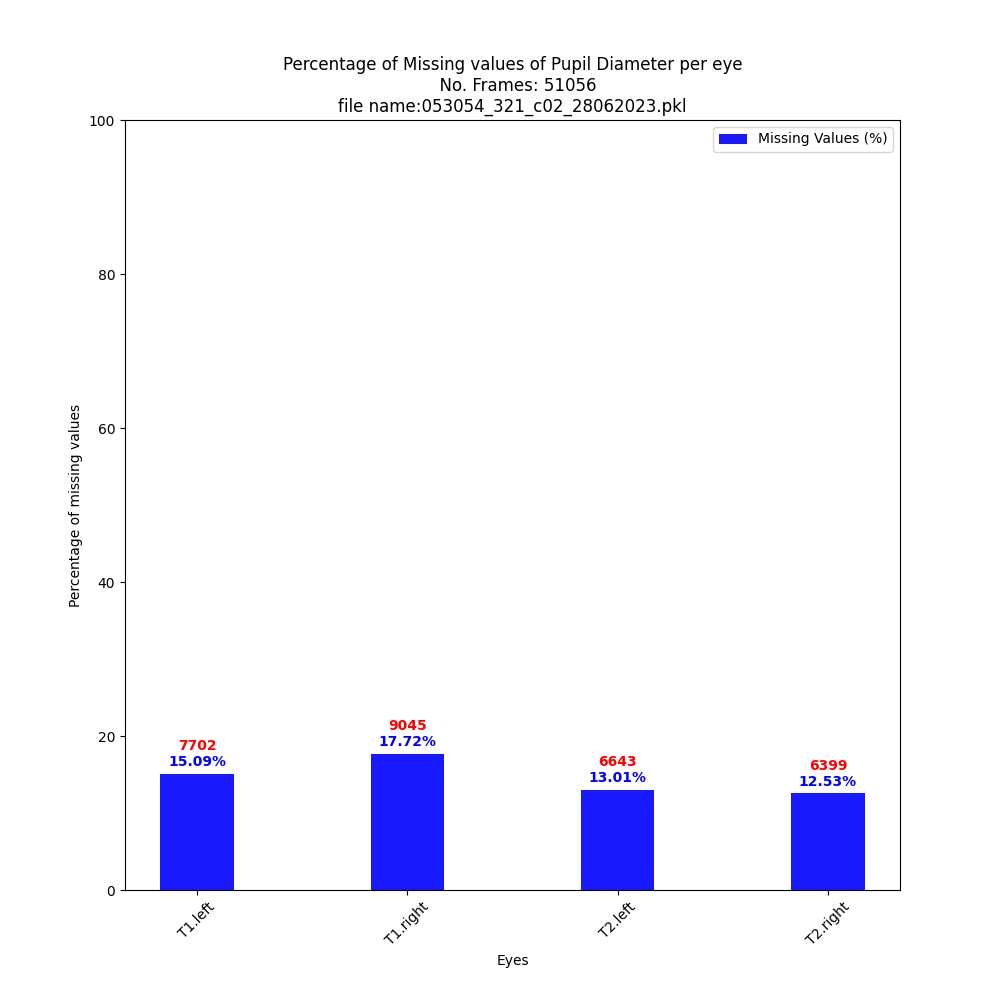 Percentage of Missing values of Pupil Diameter per eye
No. Frames: 51056
file name:053054_321_c02_28062023.pkl
Missing Values (%)
100
80
60
40
20
0
Percentage of missing values
7702
15.09%
9045
17.72%
6643
13.01%
6399
12.53%
T1.left
T1.right
T2.left
T2.right
Eyes